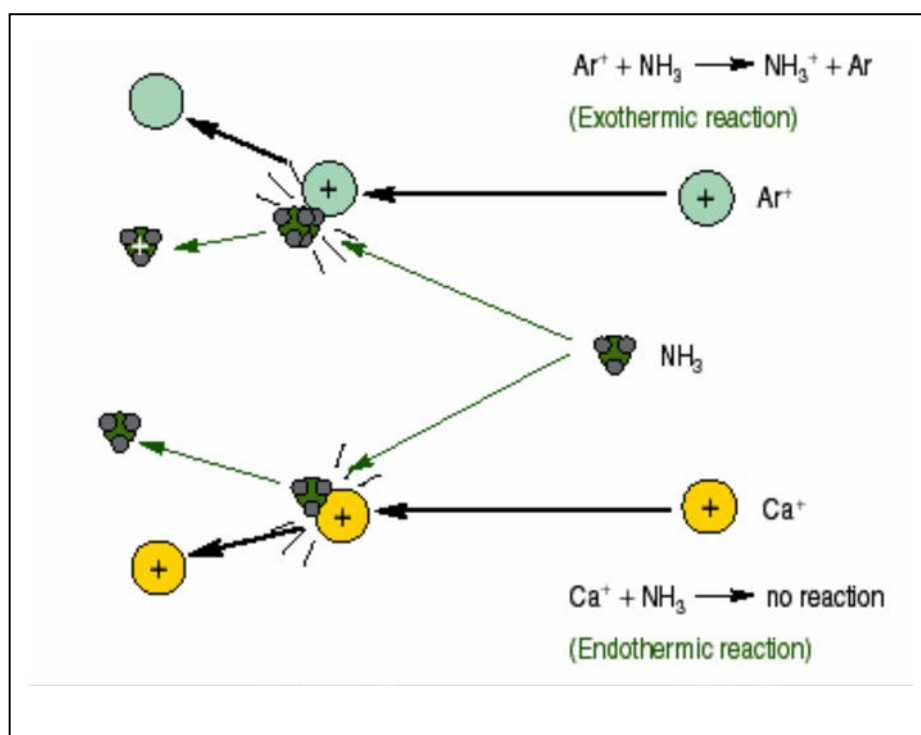 Ar⁺ + NH₃ ⟶ NH₃⁺ + Ar
(Exothermic reaction)
+
+
Ar⁺
+
NH₃
+
+
Ca⁺
+
Ca⁺ + NH₃ ⟶ no reaction
(Endothermic reaction)